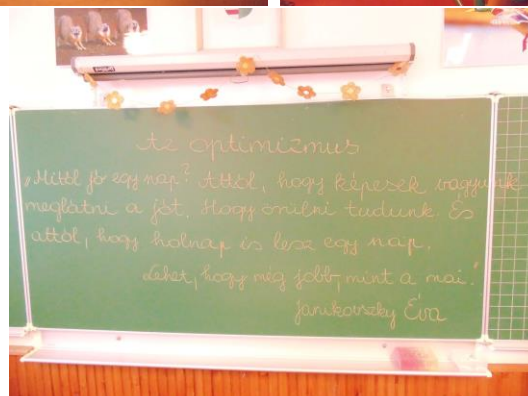 Az optimizmus
„Mitől jó egy nap? Attól, hogy képesek vagyunk
meglátni a jót. Hogy örülni tudunk. És
attól, hogy holnap is lesz egy nap.
Lehet, hogy még jobb, mint a mai.”
Janikovszky Éva